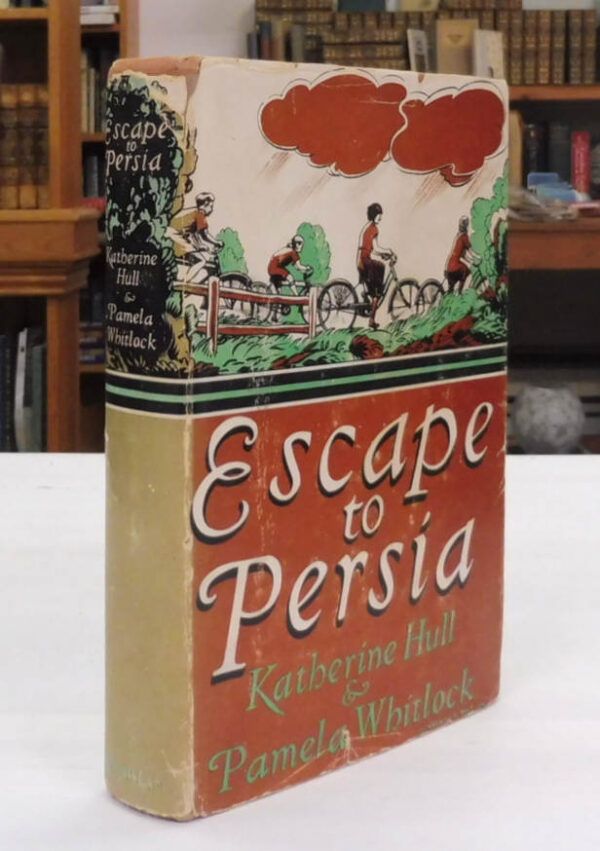 Escape
to
Persia
Katherine
Hull
&
Pamela
Whitlock
Escape
to
Persia
Katherine Hull
&
Pamela Whitlock